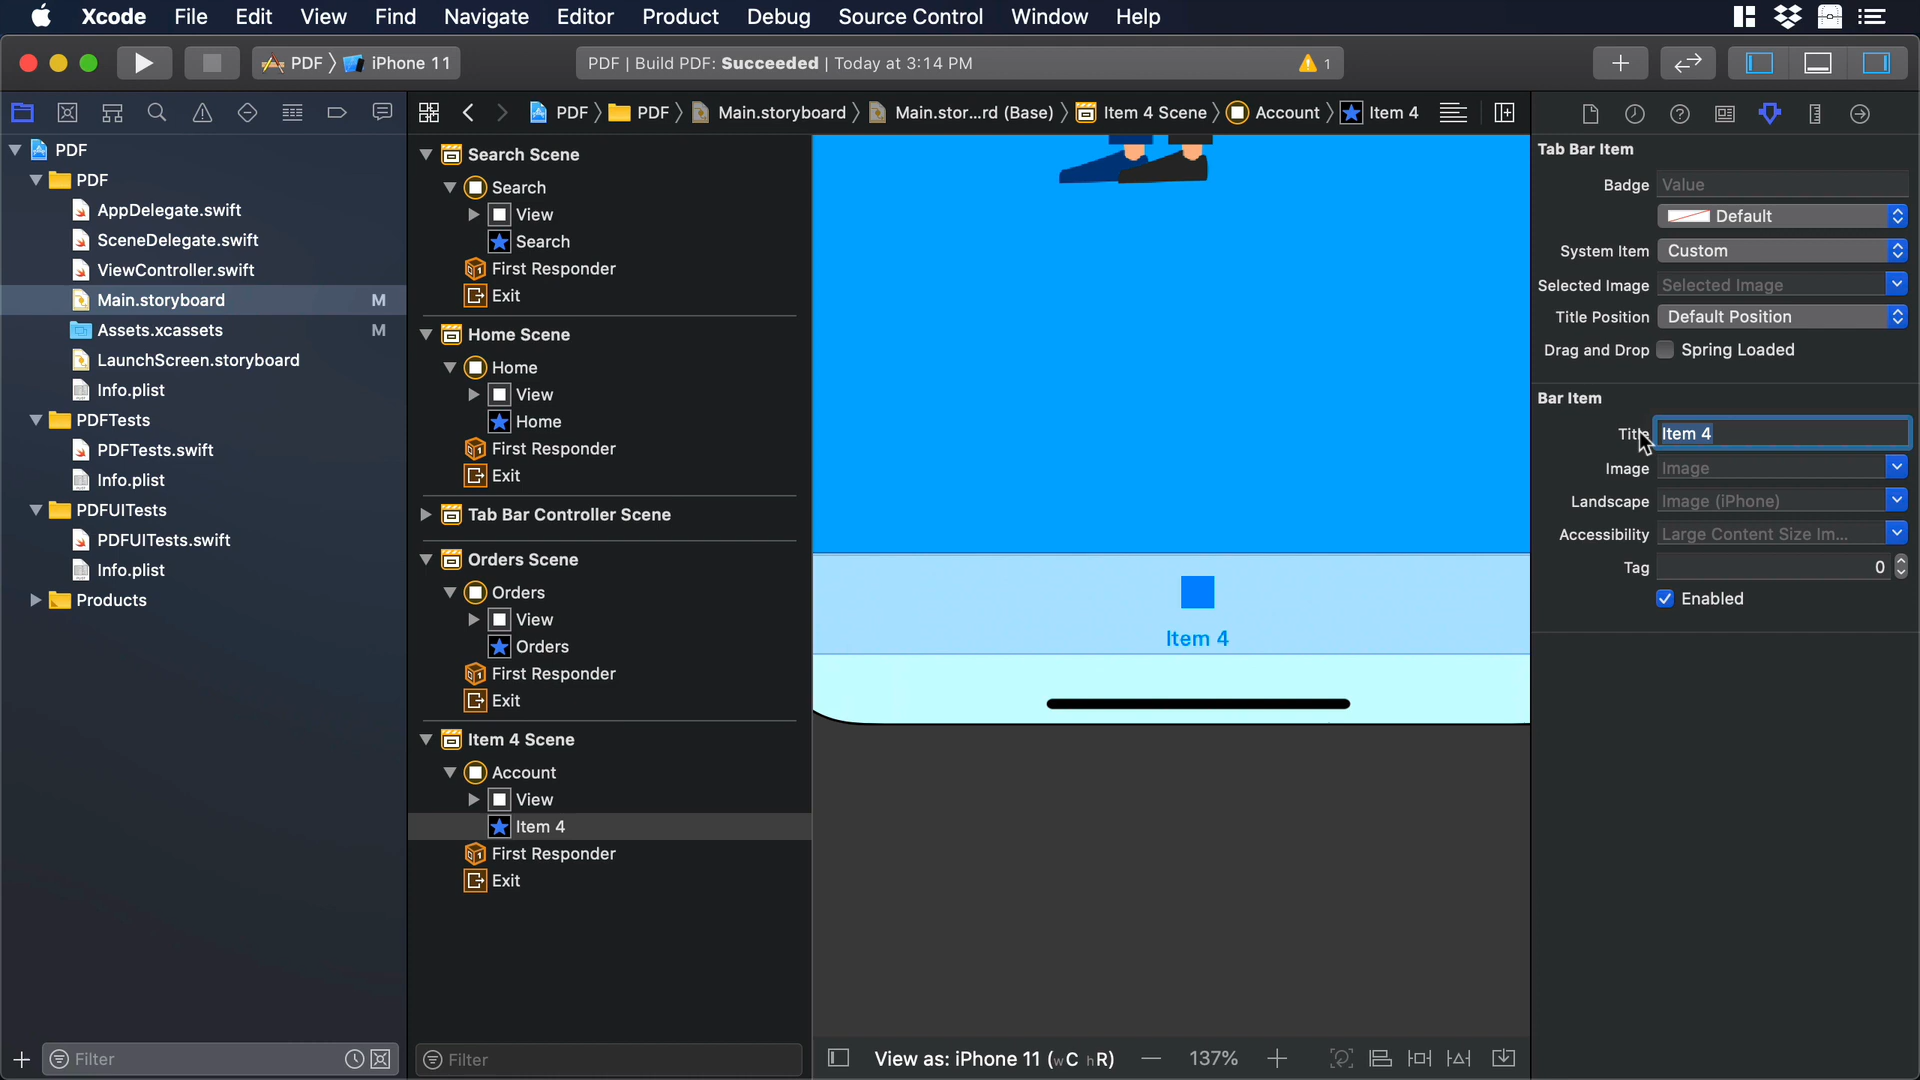 Xcode File Edit View Find Navigate Editor Product Debug Source Control Window Help
PDF iPhone 11
PDF | Build PDF: Succeeded | Today at 3:14 PM
1
PDF PDF Main.storyboard Main.stor...rd (Base) Item 4 Scene Account Item 4
PDF
PDF
AppDelegate.swift
SceneDelegate.swift
ViewController.swift
Main.storyboard M
Assets.xcassets M
LaunchScreen.storyboard
Info.plist
PDFTests
PDFTests.swift
Info.plist
PDFUITests
PDFUITests.swift
Info.plist
Products
Filter
Search Scene
Search
View
Search
First Responder
Exit
Home Scene
Home
View
Home
First Responder
Exit
Tab Bar Controller Scene
Orders Scene
Orders
View
Orders
First Responder
Exit
Item 4 Scene
Account
View
Item 4
First Responder
Exit
Filter
Item 4
View as: iPhone 11 (wC hR)
137%
Tab Bar Item
Badge Value
Default
System Item Custom
Selected Image Selected Image
Title Position Default Position
Drag and Drop Spring Loaded
Bar Item
Title Item 4
Image Image
Landscape Image (iPhone)
Accessibility Large Content Size Im...
Tag 0
Enabled